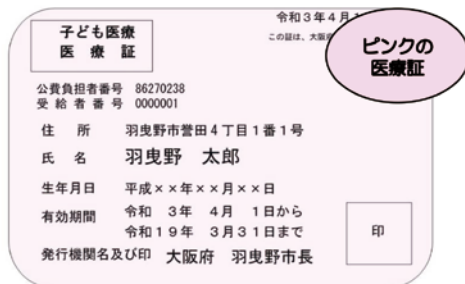 子ども医療
医療証
令和３年４月
この証は、大阪府
ピンクの
医療証
公費負担者番号 86270238
受給者番号 0000001
住所 羽曳野市誉田４丁目１番１号
氏名 羽曳野 太郎
生年月日 平成××年××月××日
有効期間 令和 ３年 ４月 １日から
令和１９年 ３月３１日まで
印
発行機関名及び印 大阪府 羽曳野市長